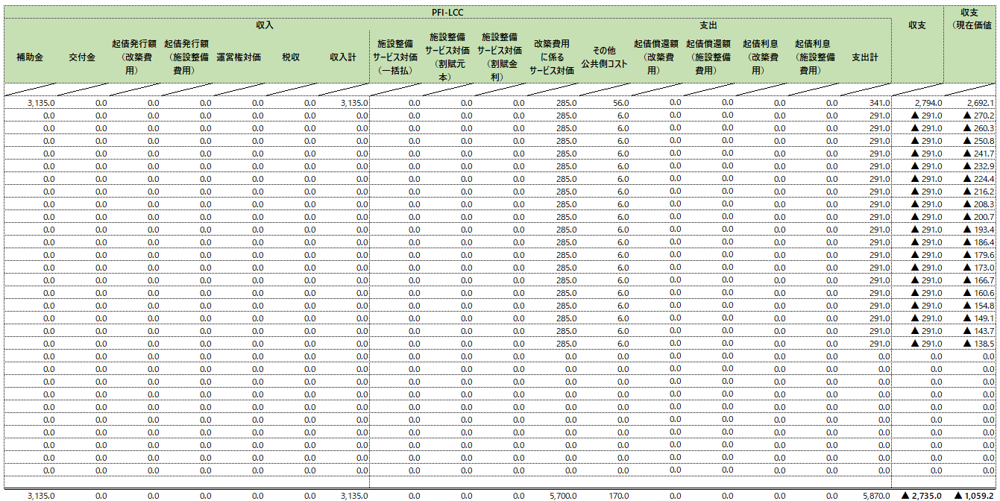 PFI-LCC
収入
支出
収支
収支
（現在価値
補助金
交付金
起債発行額
（改築費
用）
起債発行額
（施設整備
費用）
運営権対価
税収
収入計
施設整備
サービス対価
（一括払）
施設整備
サービス対価
（割賦元
本）
施設整備
サービス対価
（割賦金
利）
改築費用
に係る
サービス対価
その他
公共側コスト
起債償還額
（改築費
用）
起債償還額
（施設整備
費用）
起債利息
（改築費
用）
起債利息
（施設整備
費用）
支出計
3,135.0 0.0 0.0 0.0 0.0 0.0 3,135.0 0.0 0.0 0.0 285.0 56.0 0.0 0.0 0.0 0.0 341.0 2,794.0 2,692.1
0.0 0.0 0.0 0.0 0.0 0.0 0.0 0.0 0.0 0.0 285.0 6.0 0.0 0.0 0.0 0.0 291.0 ▲ 291.0 ▲ 270.2
0.0 0.0 0.0 0.0 0.0 0.0 0.0 0.0 0.0 0.0 285.0 6.0 0.0 0.0 0.0 0.0 291.0 ▲ 291.0 ▲ 260.3
0.0 0.0 0.0 0.0 0.0 0.0 0.0 0.0 0.0 0.0 285.0 6.0 0.0 0.0 0.0 0.0 291.0 ▲ 291.0 ▲ 250.8
0.0 0.0 0.0 0.0 0.0 0.0 0.0 0.0 0.0 0.0 285.0 6.0 0.0 0.0 0.0 0.0 291.0 ▲ 291.0 ▲ 241.7
0.0 0.0 0.0 0.0 0.0 0.0 0.0 0.0 0.0 0.0 285.0 6.0 0.0 0.0 0.0 0.0 291.0 ▲ 291.0 ▲ 232.9
0.0 0.0 0.0 0.0 0.0 0.0 0.0 0.0 0.0 0.0 285.0 6.0 0.0 0.0 0.0 0.0 291.0 ▲ 291.0 ▲ 224.4
0.0 0.0 0.0 0.0 0.0 0.0 0.0 0.0 0.0 0.0 285.0 6.0 0.0 0.0 0.0 0.0 291.0 ▲ 291.0 ▲ 216.2
0.0 0.0 0.0 0.0 0.0 0.0 0.0 0.0 0.0 0.0 285.0 6.0 0.0 0.0 0.0 0.0 291.0 ▲ 291.0 ▲ 208.3
0.0 0.0 0.0 0.0 0.0 0.0 0.0 0.0 0.0 0.0 285.0 6.0 0.0 0.0 0.0 0.0 291.0 ▲ 291.0 ▲ 200.7
0.0 0.0 0.0 0.0 0.0 0.0 0.0 0.0 0.0 0.0 285.0 6.0 0.0 0.0 0.0 0.0 291.0 ▲ 291.0 ▲ 193.4
0.0 0.0 0.0 0.0 0.0 0.0 0.0 0.0 0.0 0.0 285.0 6.0 0.0 0.0 0.0 0.0 291.0 ▲ 291.0 ▲ 186.4
0.0 0.0 0.0 0.0 0.0 0.0 0.0 0.0 0.0 0.0 285.0 6.0 0.0 0.0 0.0 0.0 291.0 ▲ 291.0 ▲ 179.6
0.0 0.0 0.0 0.0 0.0 0.0 0.0 0.0 0.0 0.0 285.0 6.0 0.0 0.0 0.0 0.0 291.0 ▲ 291.0 ▲ 173.0
0.0 0.0 0.0 0.0 0.0 0.0 0.0 0.0 0.0 0.0 285.0 6.0 0.0 0.0 0.0 0.0 291.0 ▲ 291.0 ▲ 166.7
0.0 0.0 0.0 0.0 0.0 0.0 0.0 0.0 0.0 0.0 285.0 6.0 0.0 0.0 0.0 0.0 291.0 ▲ 291.0 ▲ 160.6
0.0 0.0 0.0 0.0 0.0 0.0 0.0 0.0 0.0 0.0 285.0 6.0 0.0 0.0 0.0 0.0 291.0 ▲ 291.0 ▲ 154.8
0.0 0.0 0.0 0.0 0.0 0.0 0.0 0.0 0.0 0.0 285.0 6.0 0.0 0.0 0.0 0.0 291.0 ▲ 291.0 ▲ 149.1
0.0 0.0 0.0 0.0 0.0 0.0 0.0 0.0 0.0 0.0 285.0 6.0 0.0 0.0 0.0 0.0 291.0 ▲ 291.0 ▲ 143.7
0.0 0.0 0.0 0.0 0.0 0.0 0.0 0.0 0.0 0.0 285.0 6.0 0.0 0.0 0.0 0.0 291.0 ▲ 291.0 ▲ 138.5
0.0 0.0 0.0 0.0 0.0 0.0 0.0 0.0 0.0 0.0 0.0 0.0 0.0 0.0 0.0 0.0 0.0 0.0 0.0
0.0 0.0 0.0 0.0 0.0 0.0 0.0 0.0 0.0 0.0 0.0 0.0 0.0 0.0 0.0 0.0 0.0 0.0 0.0
0.0 0.0 0.0 0.0 0.0 0.0 0.0 0.0 0.0 0.0 0.0 0.0 0.0 0.0 0.0 0.0 0.0 0.0 0.0
0.0 0.0 0.0 0.0 0.0 0.0 0.0 0.0 0.0 0.0 0.0 0.0 0.0 0.0 0.0 0.0 0.0 0.0 0.0
0.0 0.0 0.0 0.0 0.0 0.0 0.0 0.0 0.0 0.0 0.0 0.0 0.0 0.0 0.0 0.0 0.0 0.0 0.0
0.0 0.0 0.0 0.0 0.0 0.0 0.0 0.0 0.0 0.0 0.0 0.0 0.0 0.0 0.0 0.0 0.0 0.0 0.0
0.0 0.0 0.0 0.0 0.0 0.0 0.0 0.0 0.0 0.0 0.0 0.0 0.0 0.0 0.0 0.0 0.0 0.0 0.0
0.0 0.0 0.0 0.0 0.0 0.0 0.0 0.0 0.0 0.0 0.0 0.0 0.0 0.0 0.0 0.0 0.0 0.0 0.0
0.0 0.0 0.0 0.0 0.0 0.0 0.0 0.0 0.0 0.0 0.0 0.0 0.0 0.0 0.0 0.0 0.0 0.0 0.0
0.0 0.0 0.0 0.0 0.0 0.0 0.0 0.0 0.0 0.0 0.0 0.0 0.0 0.0 0.0 0.0 0.0 0.0 0.0
3,135.0 0.0 0.0 0.0 0.0 0.0 3,135.0 0.0 0.0 0.0 5,700.0 170.0 0.0 0.0 0.0 0.0 5,870.0 ▲ 2,735.0 ▲ 1,059.2